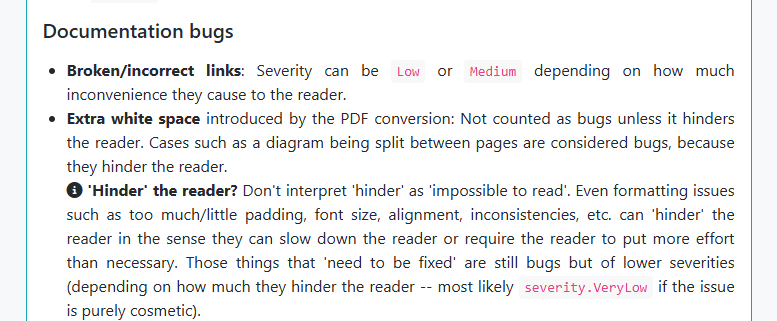 Documentation bugs
Broken/incorrect links: Severity can be Low or Medium depending on how much
inconvenience they cause to the reader.
Extra white space introduced by the PDF conversion: Not counted as bugs unless it hinders
the reader. Cases such as a diagram being split between pages are considered bugs, because
they hinder the reader.
'Hinder' the reader? Don't interpret 'hinder' as 'impossible to read'. Even formatting issues
such as too much/little padding, font size, alignment, inconsistencies, etc. can 'hinder' the
reader in the sense they can slow down the reader or require the reader to put more effort
than necessary. Those things that 'need to be fixed' are still bugs but of lower severities
(depending on how much they hinder the reader -- most likely severity.VeryLow if the issue
is purely cosmetic).